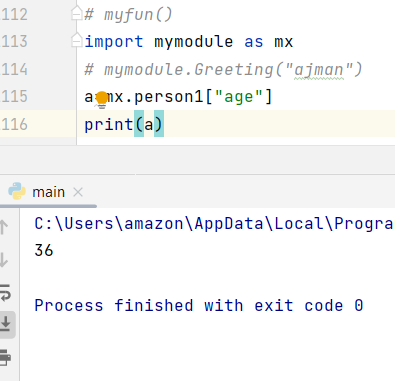 112 # myfun()
113 import mymodule as mx
114 # mymodule.Greeting("ajman")
115 a mx.person1["age"]
116 print(a)
main
C:\Users\amazon\AppData\Local\Progra
36
Process finished with exit code 0